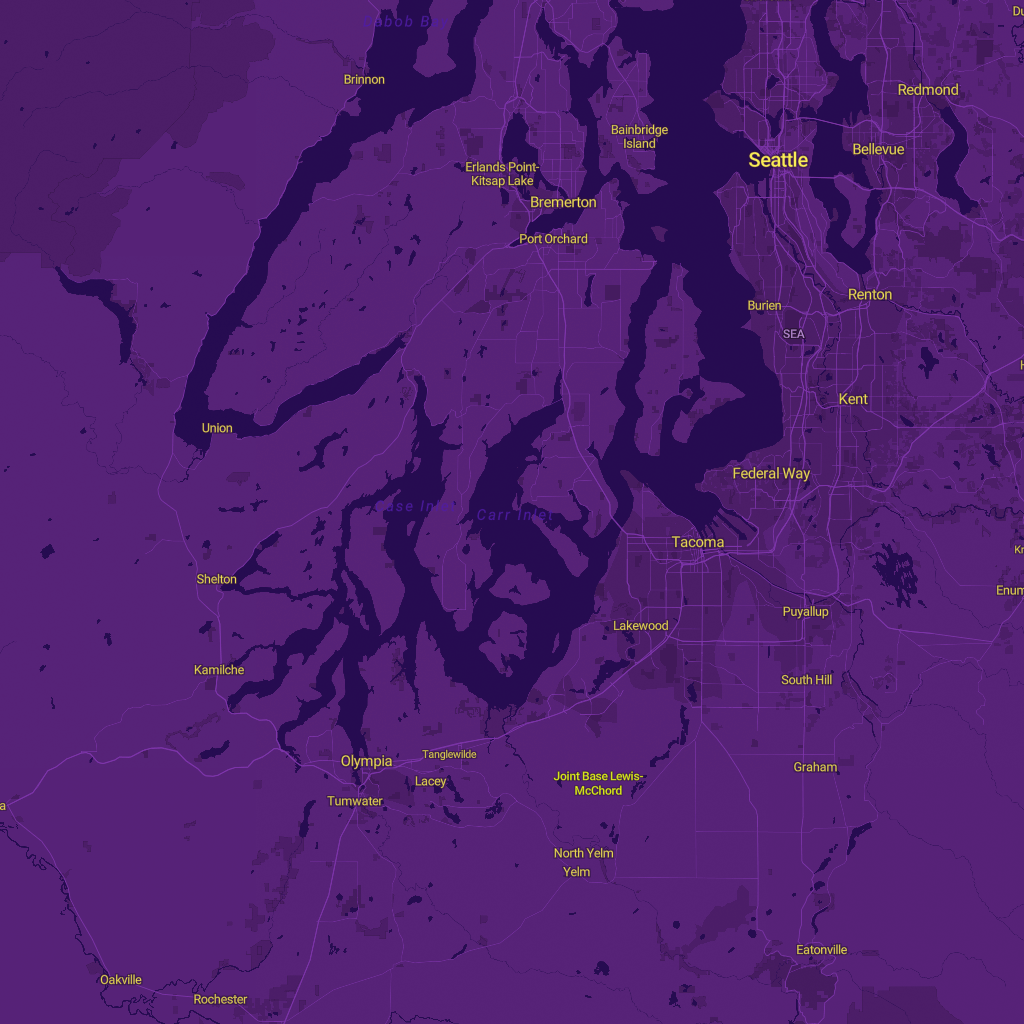 Brinnon
Redmond
Bainbridge
Island
Bellevue
Seattle
Erlands Point-
Kitsap Lake
Bremerton
Port Orchard
Renton
Burien
SEA
Kent
Union
Federal Way
Case Inlet
Carr Inlet
Tacoma
Shelton
Puyallup
Lakewood
Kamilche
South Hill
Tanglewilde
Olympia
Graham
Lacey
Joint Base Lewis-
McChord
Tumwater
North Yelm
Yelm
Eatonville
Oakville
Rochester